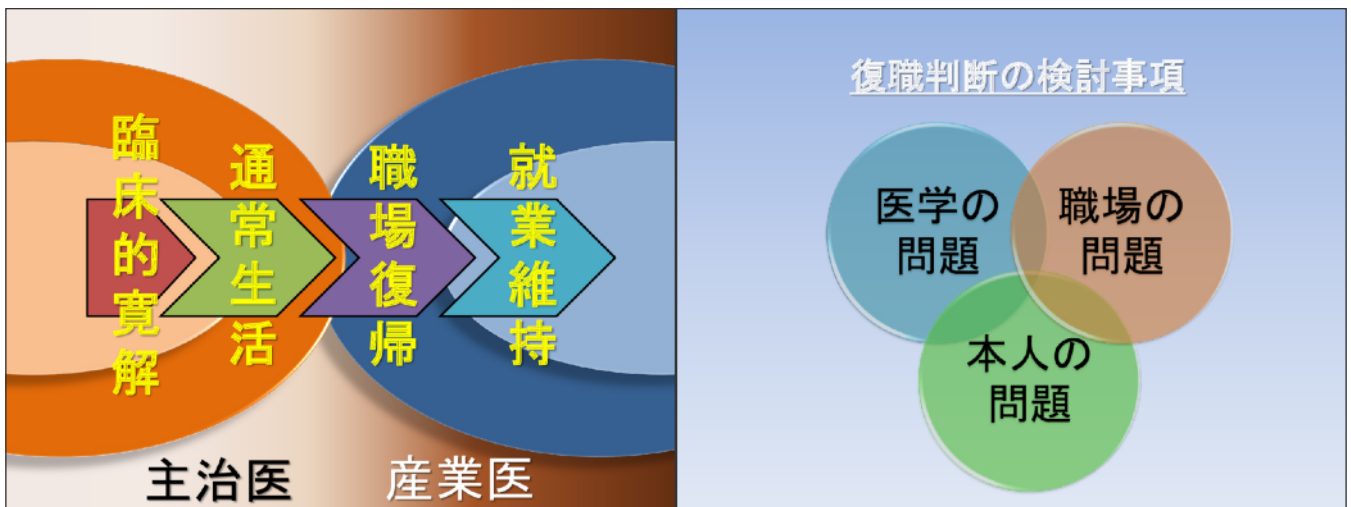 臨床的寛解
通常生活
職場復帰
就業維持
主治医
産業医
復職判断の検討事項
医学の
問題
職場の
問題
本人の
問題